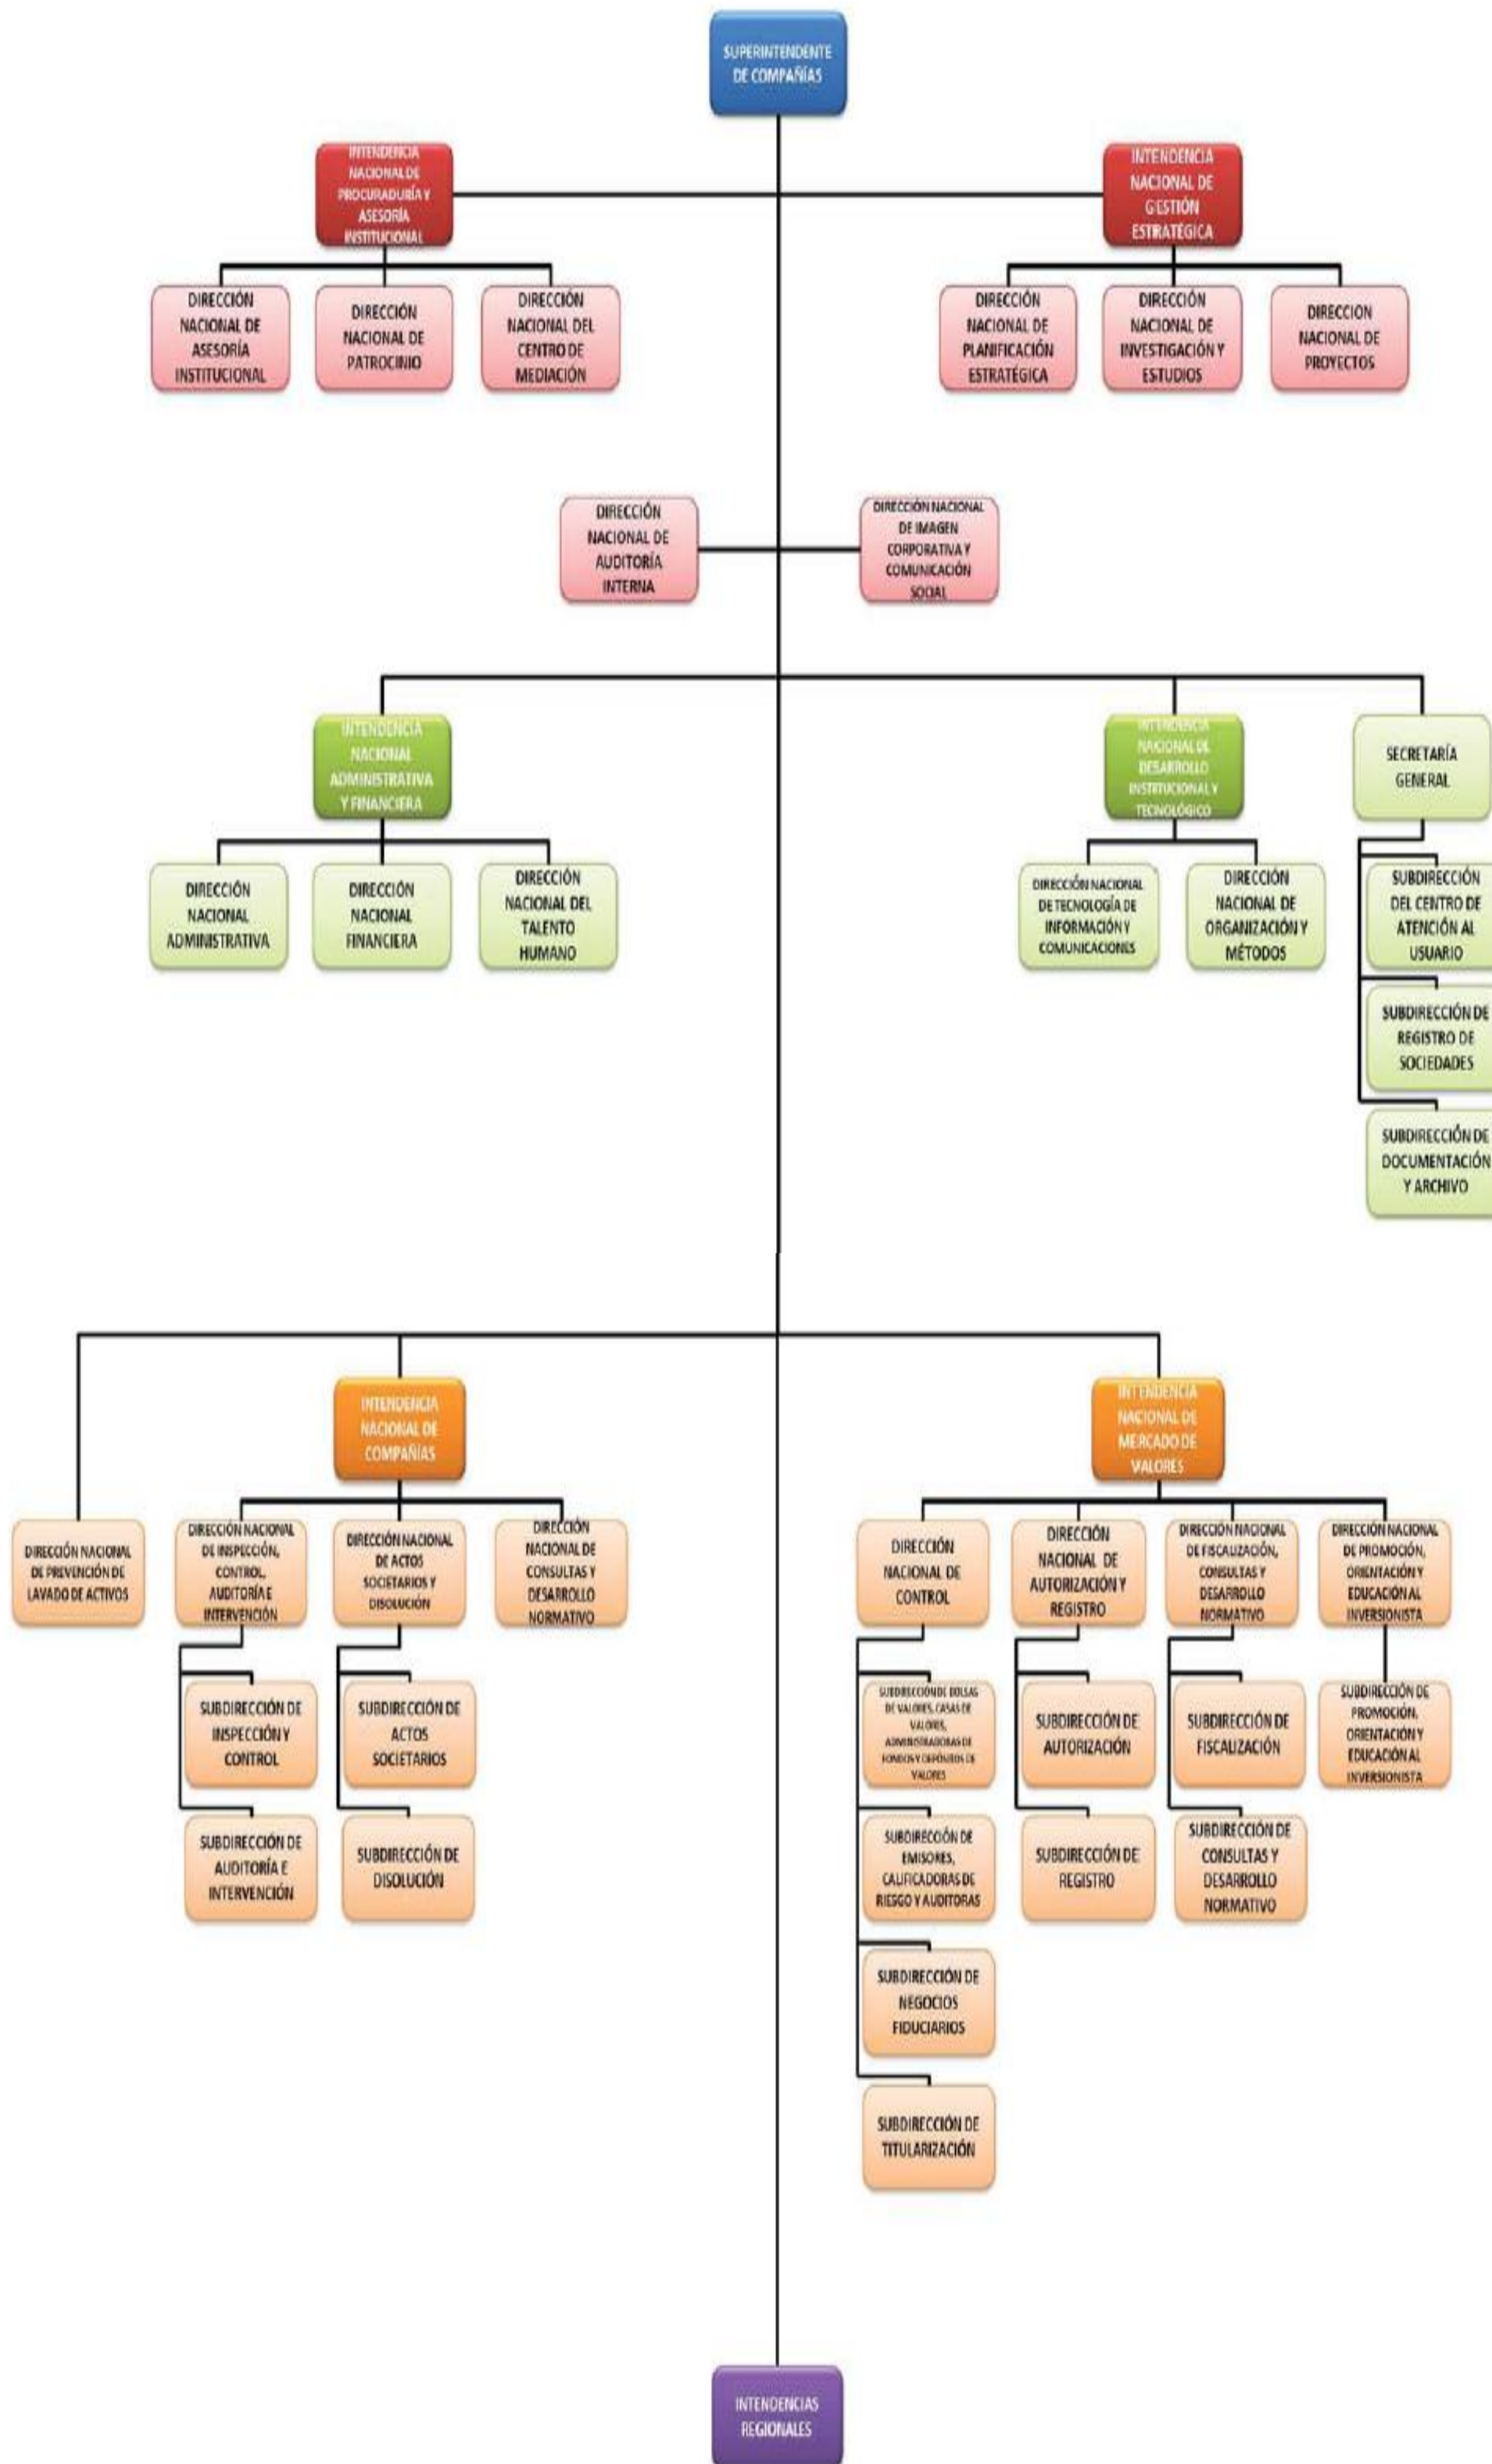 SUPERINTENDENTE
DE COMPAÑÍAS
INTENDENCIA
NACIONAL DE
PROCURADURÍA Y
ASESORÍA
INSTITUCIONAL
INTENDENCIA
NACIONAL DE
GESTIÓN
ESTRATÉGICA
DIRECCIÓN
NACIONAL DE
ASESORÍA
INSTITUCIONAL
DIRECCIÓN
NACIONAL DE
PATROCINIO
DIRECCIÓN
NACIONAL DEL
CENTRO DE
MEDIACIÓN
DIRECCIÓN
NACIONAL DE
PLANIFICACIÓN
ESTRATÉGICA
DIRECCIÓN
NACIONAL DE
INVESTIGACIÓN Y
ESTUDIOS
DIRECCION
NACIONAL DE
PROYECTOS
DIRECCIÓN
NACIONAL DE
AUDITORÍA
INTERNA
DIRECCIÓN NACIONAL
DE IMAGEN
CORPORATIVA Y
COMUNICACIÓN
SOCIAL
INTENDENCIA
NACIONAL
ADMINISTRATIVA
Y FINANCIERA
INTENDENCIA
NACIONAL DE
DESARROLLO
INSTITUCIONAL Y
TECNOLÓGICO
SECRETARÍA
GENERAL
DIRECCIÓN
NACIONAL
ADMINISTRATIVA
DIRECCIÓN
NACIONAL
FINANCIERA
DIRECCIÓN
NACIONAL DEL
TALENTO
HUMANO
DIRECCIÓN NACIONAL
DE TECNOLOGÍA DE
INFORMACIÓN Y
COMUNICACIONES
DIRECCIÓN
NACIONAL DE
ORGANIZACIÓN Y
MÉTODOS
SUBDIRECCIÓN
DEL CENTRO DE
ATENCIÓN AL
USUARIO
SUBDIRECCIÓN DE
REGISTRO DE
SOCIEDADES
SUBDIRECCIÓN DE
DOCUMENTACIÓN
Y ARCHIVO
INTENDENCIA
NACIONAL DE
COMPAÑÍAS
INTENDENCIA
NACIONAL DE
MERCADO DE
VALORES
DIRECCIÓN NACIONAL
DE PREVENCIÓN DE
LAVADO DE ACTIVOS
DIRECCIÓN NACIONAL
DE INSPECCIÓN,
CONTROL,
AUDITORÍA E
INTERVENCIÓN
DIRECCIÓN NACIONAL
DE ACTOS
SOCIETARIOS Y
DISOLUCIÓN
DIRECCIÓN
NACIONAL DE
CONSULTAS Y
DESARROLLO
NORMATIVO
DIRECCIÓN
NACIONAL DE
CONTROL
DIRECCIÓN
NACIONAL DE
AUTORIZACIÓN Y
REGISTRO
DIRECCIÓN NACIONAL
DE FISCALIZACIÓN,
CONSULTAS Y
DESARROLLO
NORMATIVO
DIRECCIÓN NACIONAL
DE PROMOCIÓN,
ORIENTACIÓN Y
EDUCACIÓN AL
INVERSIONISTA
SUBDIRECCIÓN DE
INSPECCIÓN Y
CONTROL
SUBDIRECCIÓN DE
ACTOS
SOCIETARIOS
SUBDIRECCIÓN DE BOLSAS
DE VALORES, CASAS DE
VALORES,
ADMINISTRADORAS DE
FONDOS Y DEPÓSITOS DE
VALORES
SUBDIRECCIÓN DE
AUTORIZACIÓN
SUBDIRECCIÓN DE
FISCALIZACIÓN
SUBDIRECCIÓN DE
PROMOCIÓN,
ORIENTACIÓN Y
EDUCACIÓN AL
INVERSIONISTA
SUBDIRECCIÓN DE
AUDITORÍA E
INTERVENCIÓN
SUBDIRECCIÓN DE
DISOLUCIÓN
SUBDIRECCIÓN DE
EMISORES,
CALIFICADORAS DE
RIESGO Y AUDITORAS
SUBDIRECCIÓN DE
REGISTRO
SUBDIRECCIÓN DE
CONSULTAS Y
DESARROLLO
NORMATIVO
SUBDIRECCIÓN DE
NEGOCIOS
FIDUCIARIOS
SUBDIRECCIÓN DE
TITULARIZACIÓN
INTENDENCIAS
REGIONALES